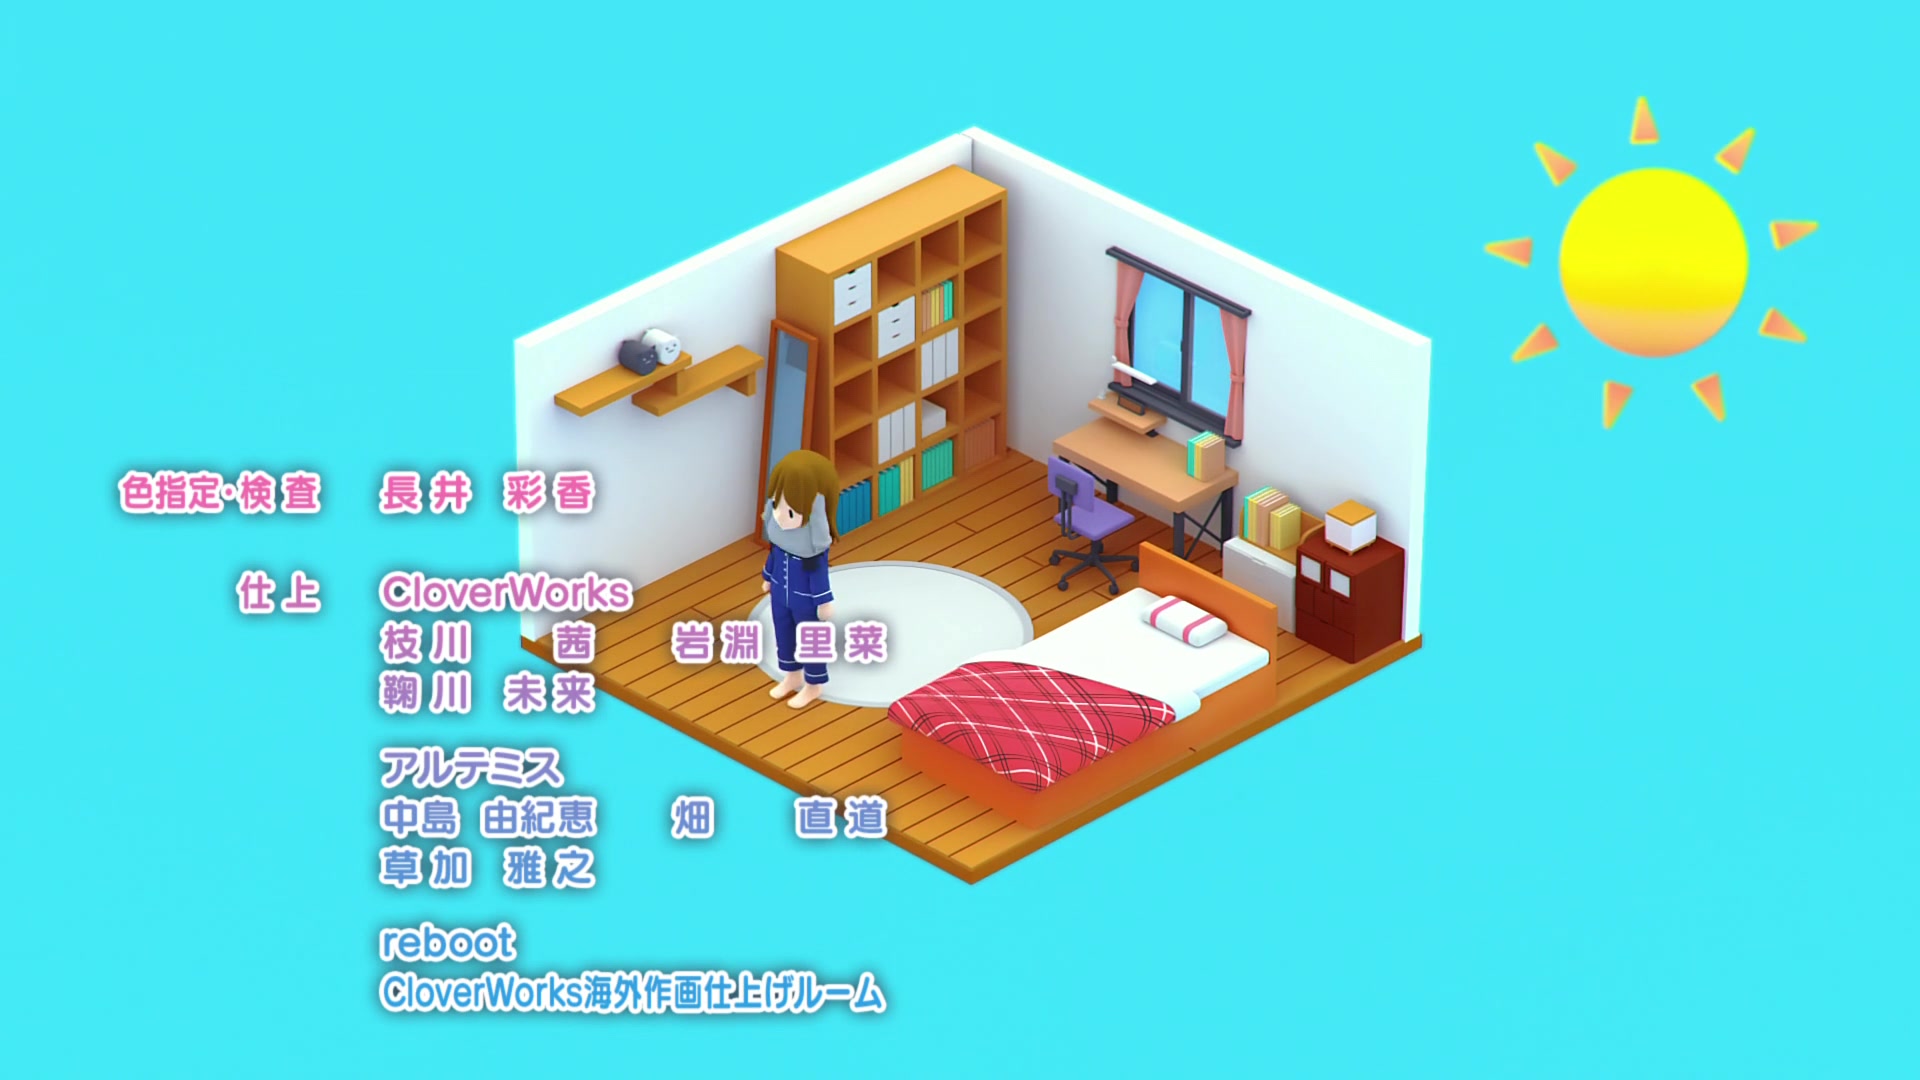 色指定・検査 長井 彩香
仕上 CloverWorks
枝川 茜 岩淵 里菜
鞠川 未来
アルテミス
中島 由紀恵 畑 直道
草加 雅之
reboot
CloverWorks海外作画仕上げルーム